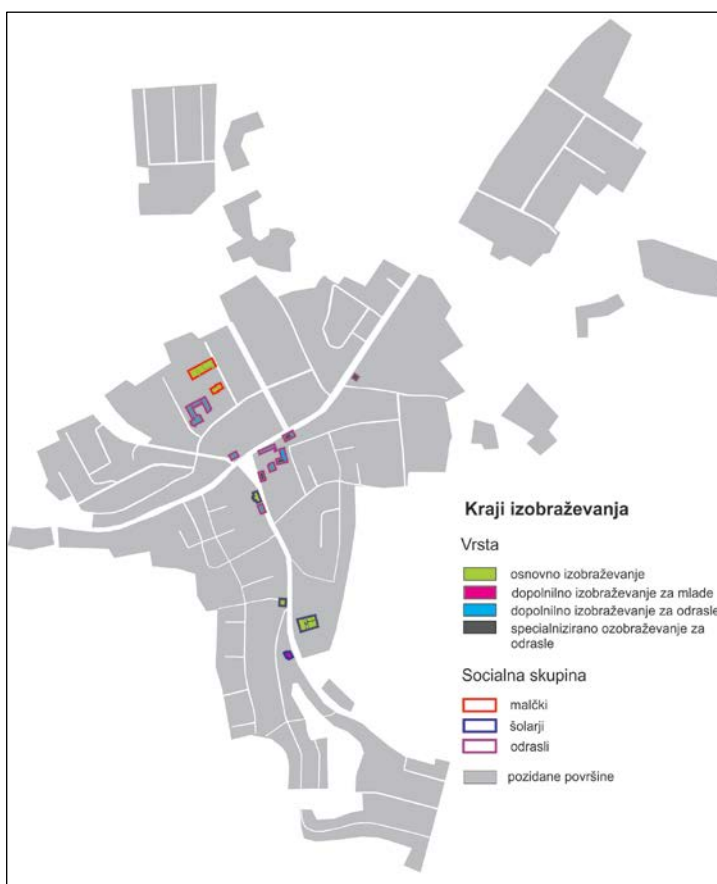 Kraji izobraževanja
Vrsta
osnovno izobraževanje
dopolnilno izobraževanje za mlade
dopolnilno izobraževanje za odrasle
specialnizirano ozobraževanje za
odrasle
Socialna skupina
malčki
šolarji
odrasli
pozidane površine